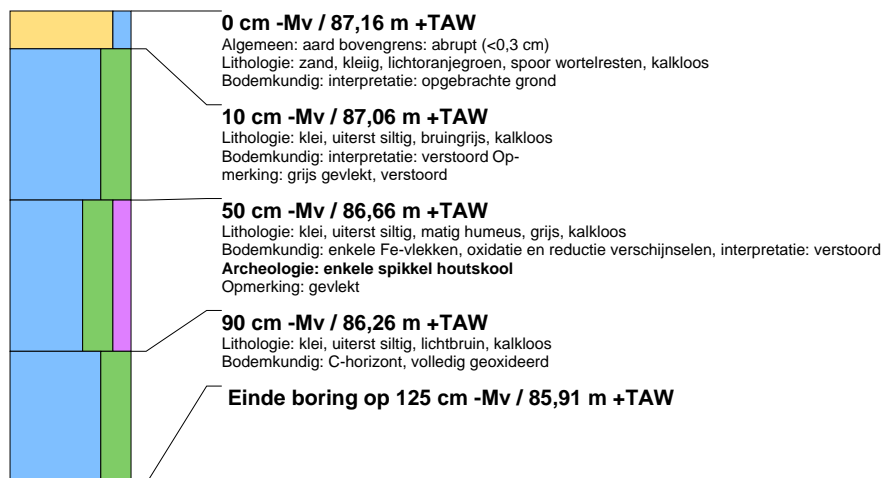 0 cm -Mv / 87,16 m +TAW
Algemeen: aard bovengrens: abrupt (<0,3 cm)
Lithologie: zand, kleiig, lichtoranjegroen, spoor wortelresten, kalkloos
Bodemkundig: interpretatie: opgebrachte grond
10 cm -Mv / 87,06 m +TAW
Lithologie: klei, uiterst siltig, bruingrijs, kalkloos
Bodemkundig: interpretatie: verstoord Op-
merking: grijs gevlekt, verstoord
50 cm -Mv / 86,66 m +TAW
Lithologie: klei, uiterst siltig, matig humeus, grijs, kalkloos
Bodemkundig: enkele Fe-vlekken, oxidatie en reductie verschijnselen, interpretatie: verstoord
Archeologie: enkele spikkel houtskool
Opmerking: gevlekt
90 cm -Mv / 86,26 m +TAW
Lithologie: klei, uiterst siltig, lichtbruin, kalkloos
Bodemkundig: C-horizont, volledig geoxideerd
Einde boring op 125 cm -Mv / 85,91 m +TAW